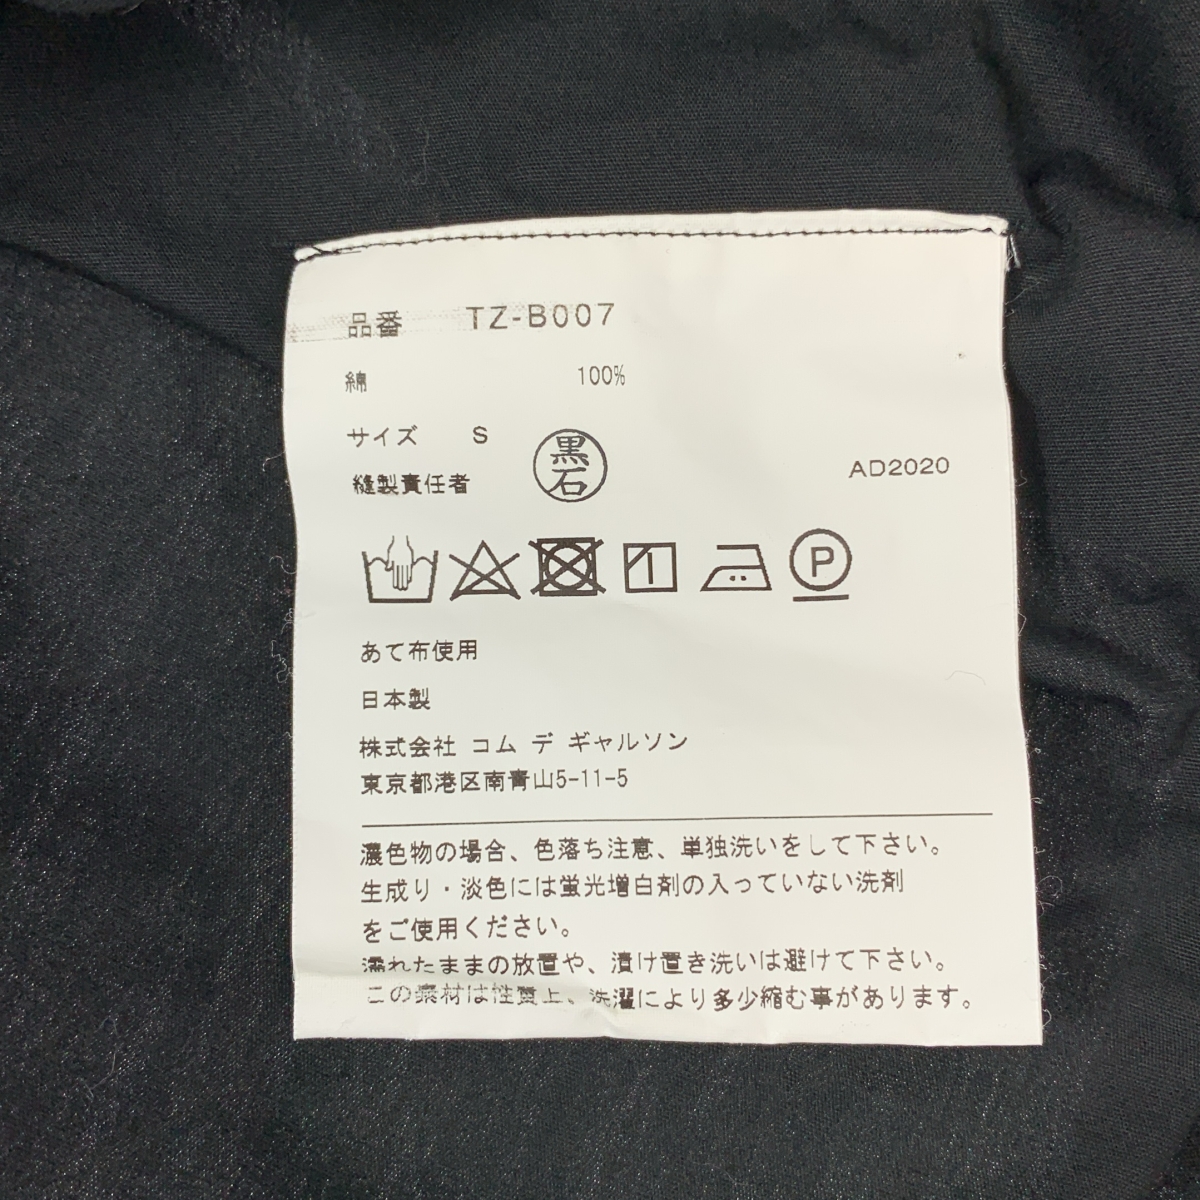 品番 TZ-B007
綿 100%
サイズ S
縫製責任者 黒石 AD2020
P
あて布使用
日本製
株式会社 コム デ ギャルソン
東京都港区南青山5-11-5
濃色物の場合、色落ち注意、単独洗いをして下さい。
生成り・淡色には蛍光増白剤の入っていない洗剤
をご使用ください。
濡れたままの放置や、漬け置き洗いは避けて下さい。
この素材は性質上、洗濯により多少縮む事があります。